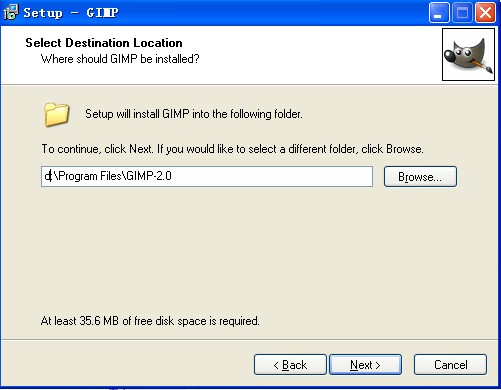 Setup - GIMP
Select Destination Location
Where should GIMP be installed?
Setup will install GIMP into the following folder.
To continue, click Next. If you would like to select a different folder, click Browse.
d:\Program Files\GIMP-2.0
Browse...
At least 35.6 MB of free disk space is required.
< Back
Next >
Cancel